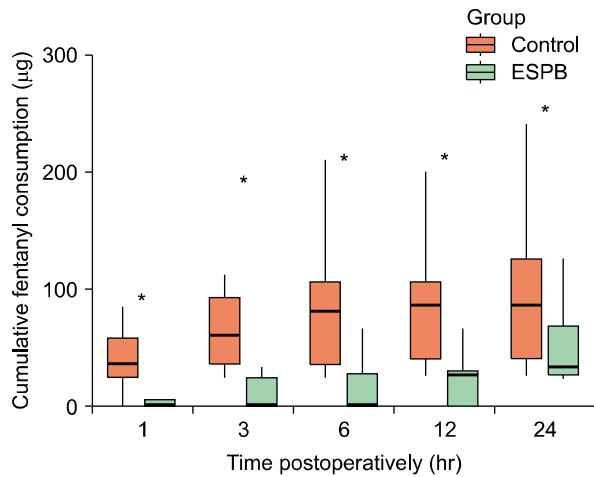 Group
Control
ESPB
Cumulative fentanyl consumption (μg)
300
200
100
0
*
*
*
*
*
1
3
6
12
24
Time postoperatively (hr)